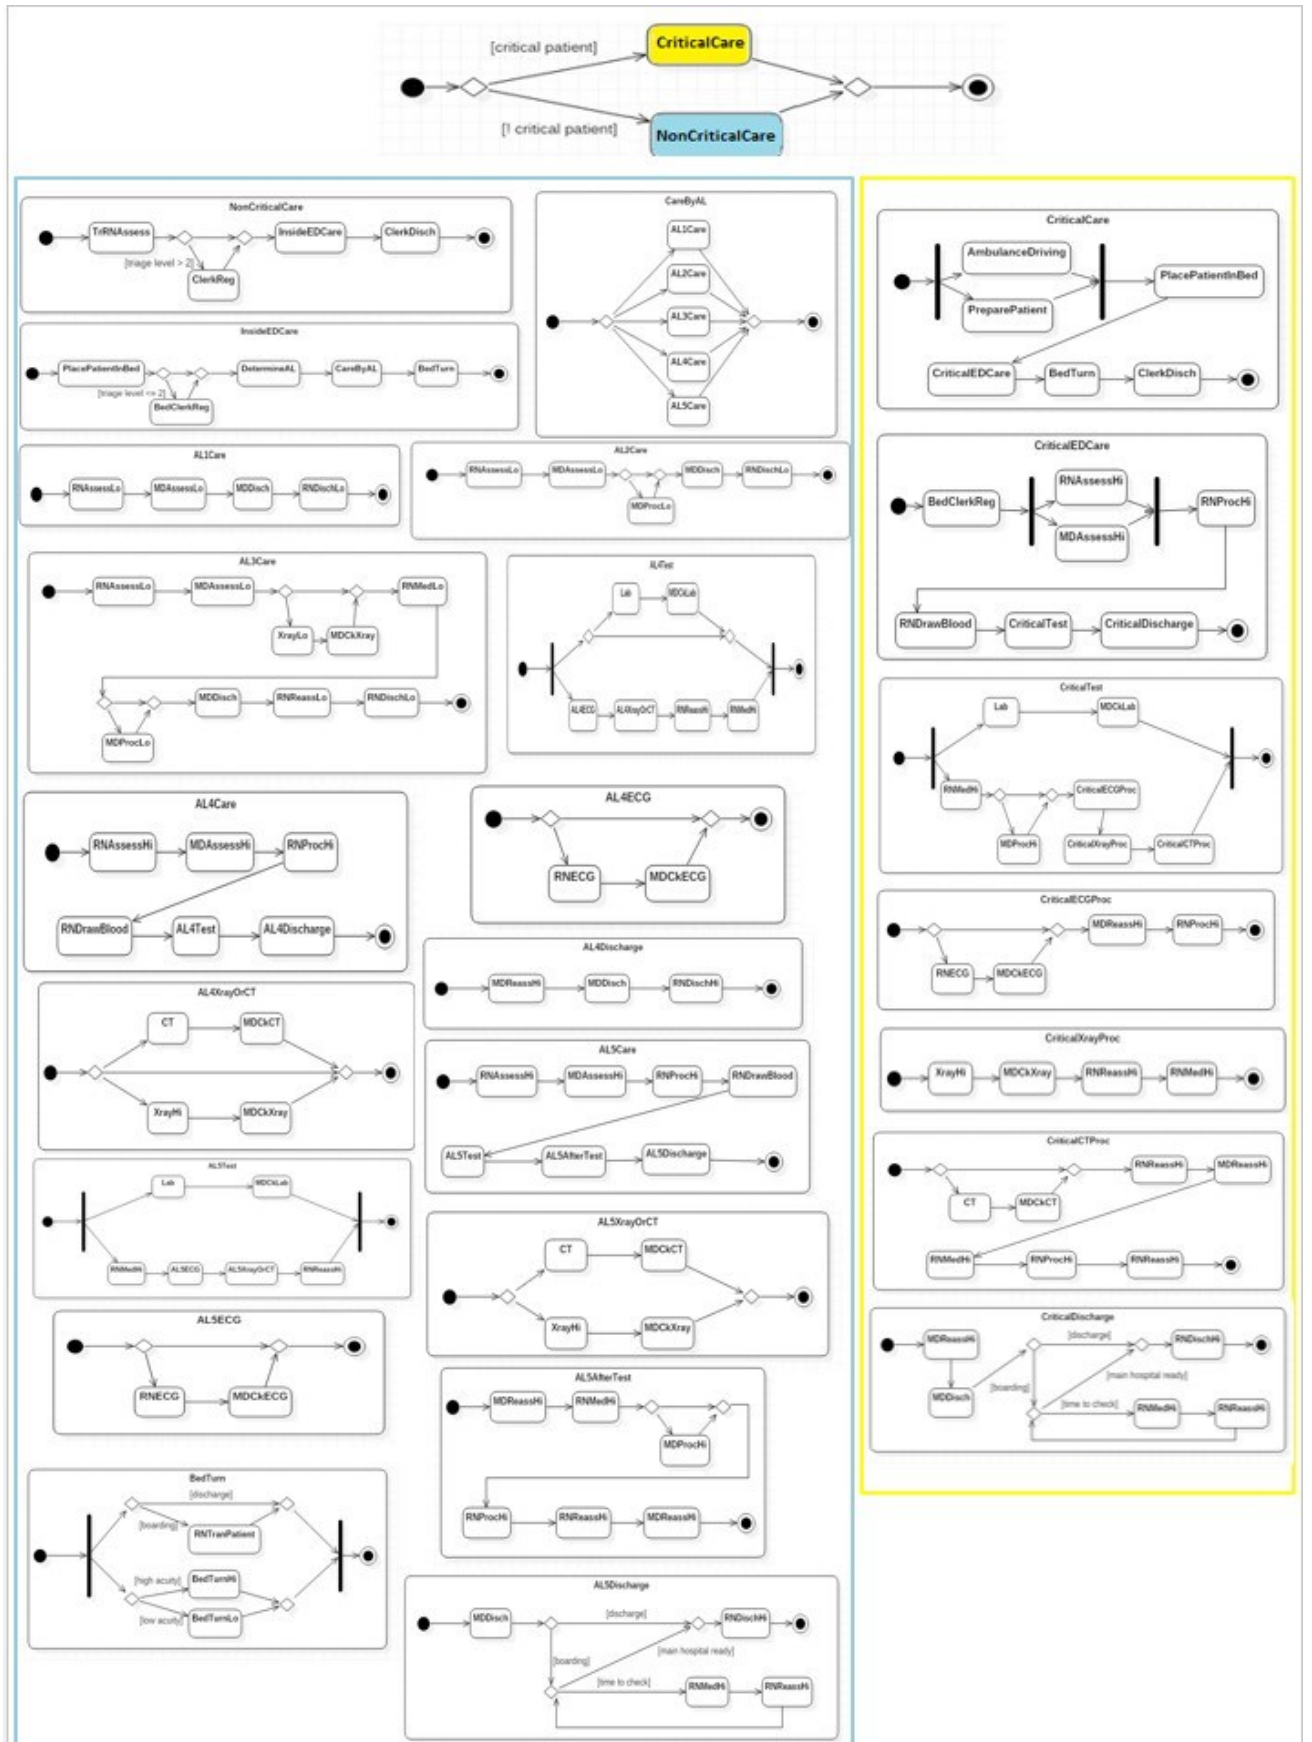 [critical patient]
CriticalCare
[! critical patient]
NonCriticalCare
NonCriticalCare
TrRNAssess
InsideEDCare
ClerkDisch
[triage level > 2]
ClerkReg
InsideEDCare
PlacePatientInBed
DetermineAL
CareByAL
BedTurn
[triage level <= 2]
BedClerkReg
CareByAL
AL1Care
AL2Care
AL3Care
AL4Care
AL5Care
AL1Care
RNAssessLo
MDAssessLo
MDDisch
RNDischLo
AL2Care
RNAssessLo
MDAssessLo
MDDisch
RNDischLo
MDProcLo
AL3Care
RNAssessLo
MDAssessLo
RNMedLo
XrayLo
MDCkXray
MDDisch
RNReassLo
RNDischLo
MDProcLo
AL4Test
Lab
MDCkLab
AL4ECG
AL4XrayOrCT
RNReassHi
RNMedHi
AL4Care
RNAssessHi
MDAssessHi
RNProcHi
RNDrawBlood
AL4Test
AL4Discharge
AL4ECG
RNECG
MDCkECG
AL4Discharge
MDReassHi
MDDisch
RNDischHi
AL4XrayOrCT
CT
MDCkCT
XrayHi
MDCkXray
AL5Care
RNAssessHi
MDAssessHi
RNProcHi
RNDrawBlood
AL5Test
AL5AfterTest
AL5Discharge
AL5Test
Lab
MDCkLab
RNMedHi
AL5ECG
AL5XrayOrCT
RNReassHi
AL5XrayOrCT
CT
MDCkCT
XrayHi
MDCkXray
AL5ECG
RNECG
MDCkECG
AL5AfterTest
MDReassHi
RNMedHi
MDProcHi
RNProcHi
RNReassHi
MDReassHi
BedTurn
[discharge]
[boarding]
RNTranPatient
[high acuity]
BedTurnHi
[low acuity]
BedTurnLo
AL5Discharge
MDDisch
[discharge]
RNDischHi
[main hospital ready]
[boarding]
[time to check]
RNMedHi
RNReassHi
CriticalCare
AmbulanceDriving
PlacePatientInBed
PreparePatient
CriticalEDCare
BedTurn
ClerkDisch
CriticalEDCare
BedClerkReg
RNAssessHi
RNProcHi
MDAssessHi
RNDrawBlood
CriticalTest
CriticalDischarge
CriticalTest
Lab
MDCkLab
RNMedHi
CriticalECGProc
MDProcHi
CriticalXrayProc
CriticalCTProc
CriticalECGProc
MDReassHi
RNProcHi
RNECG
MDCkECG
CriticalXrayProc
XrayHi
MDCkXray
RNReassHi
RNMedHi
CriticalCTProc
RNReassHi
MDReassHi
CT
MDCkCT
RNMedHi
RNProcHi
RNReassHi
CriticalDischarge
MDReassHi
[discharge]
RNDischHi
[main hospital ready]
MDDisch
[boarding]
[time to check]
RNMedHi
RNReassHi